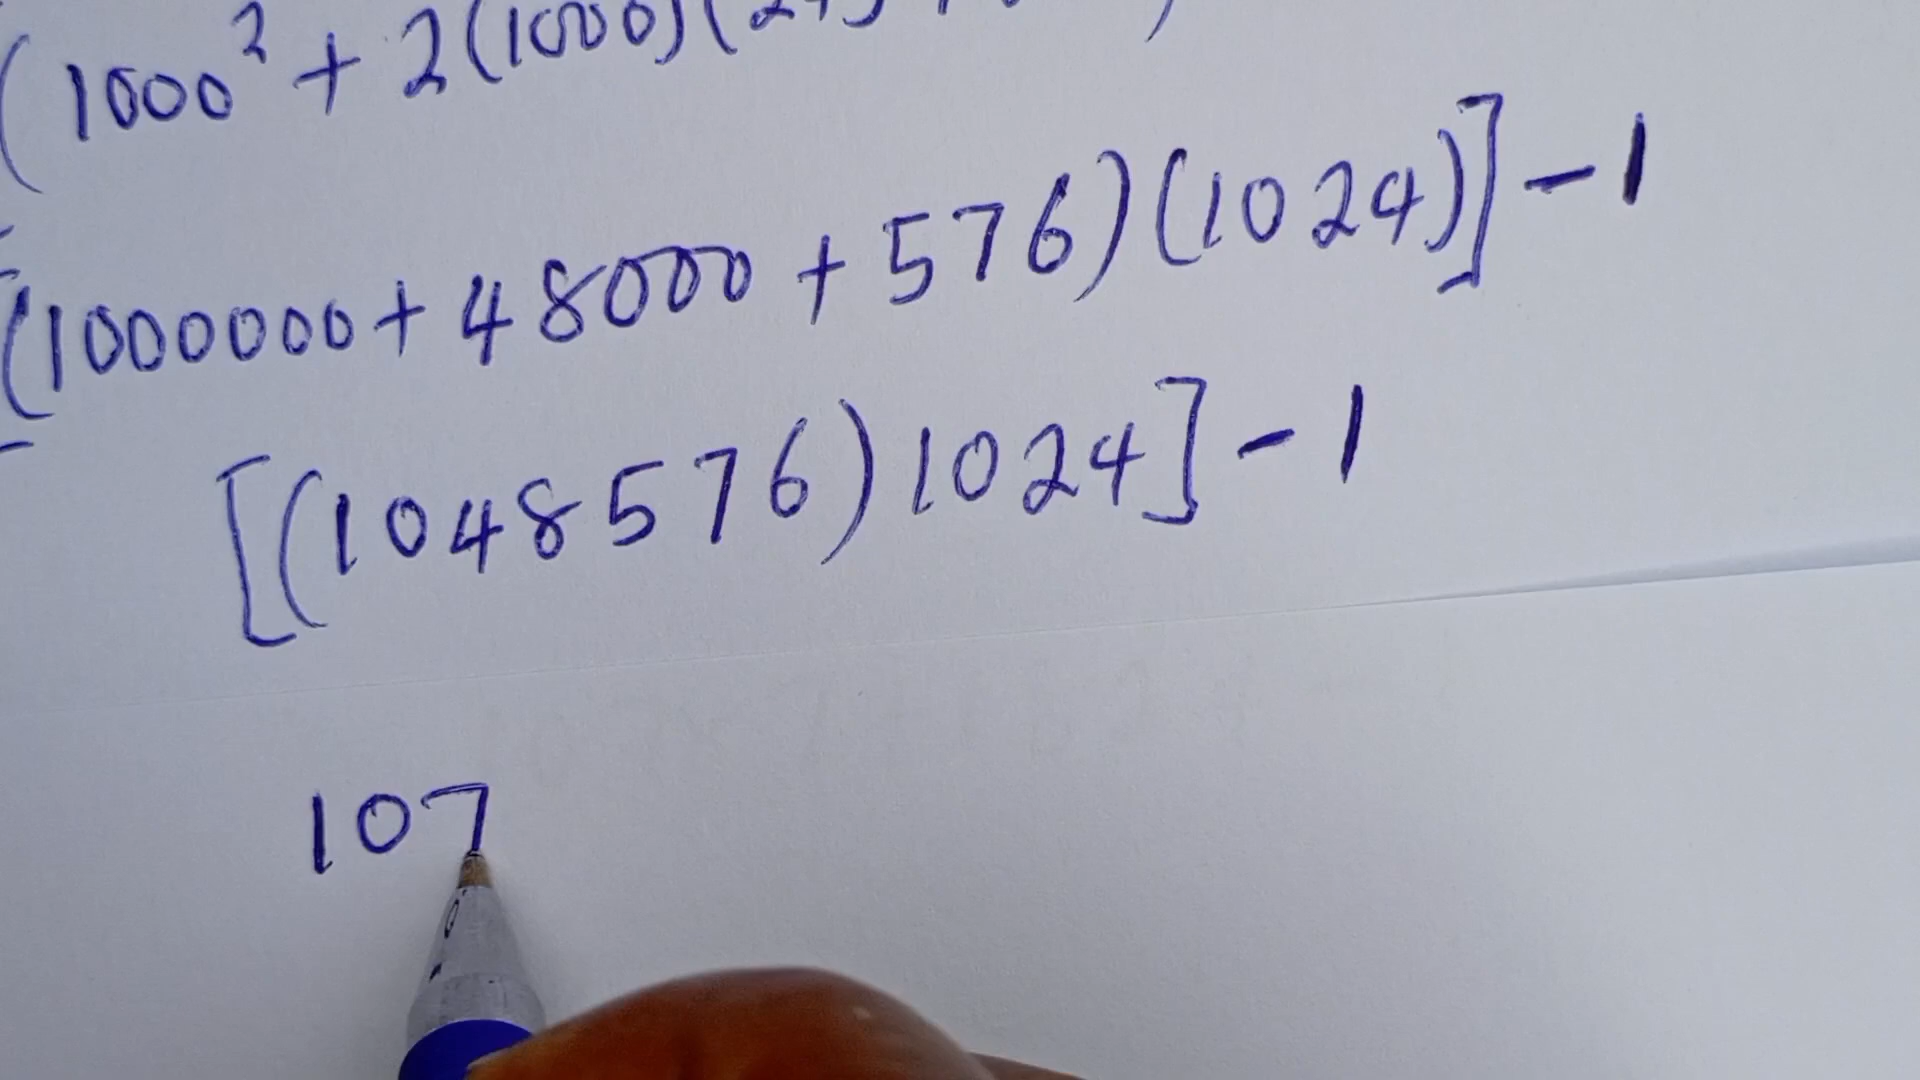 (1000² + 2(1000)(
(1000000 + 48000 + 576)(1024)] - 1
[(1048576)1024] - 1
107